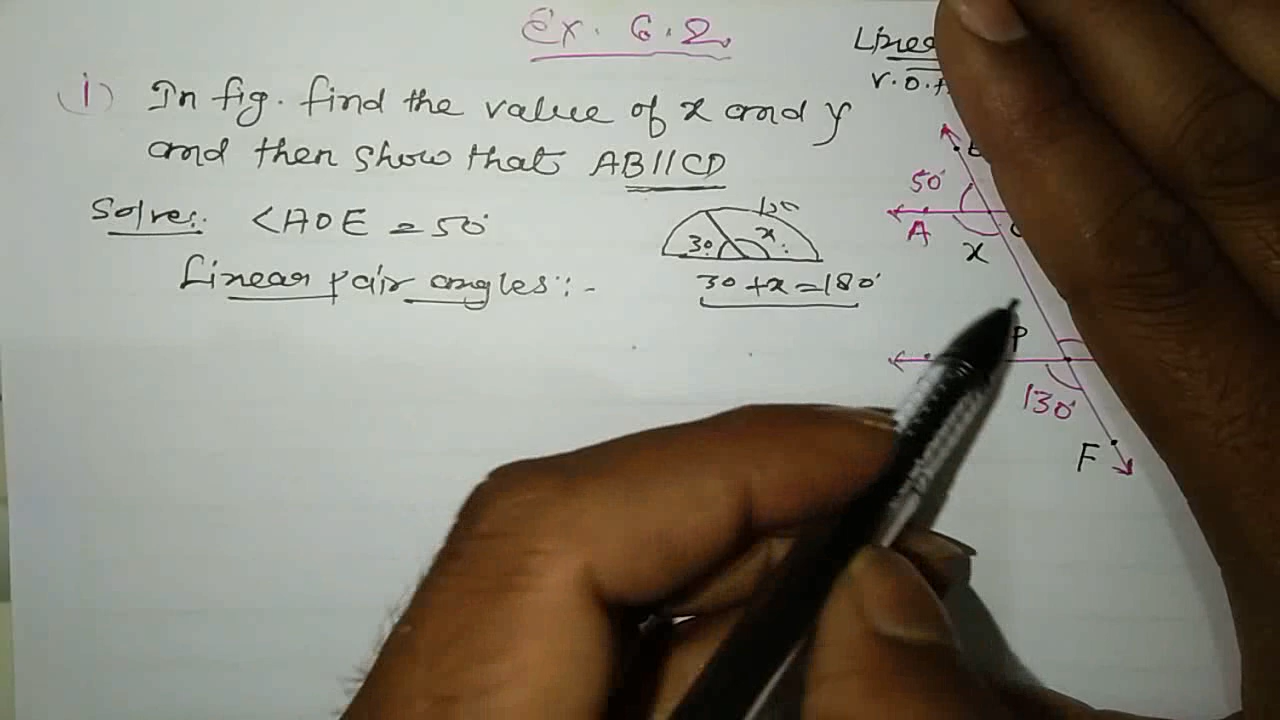 Ex. 6.2.
(1) In fig. find the value of x and y
and then show that AB//CD
Solve:. <AOE = 50°
Linear pair angles:-
30 x
30 + x = 180°
50°
A
x
P
130°
F